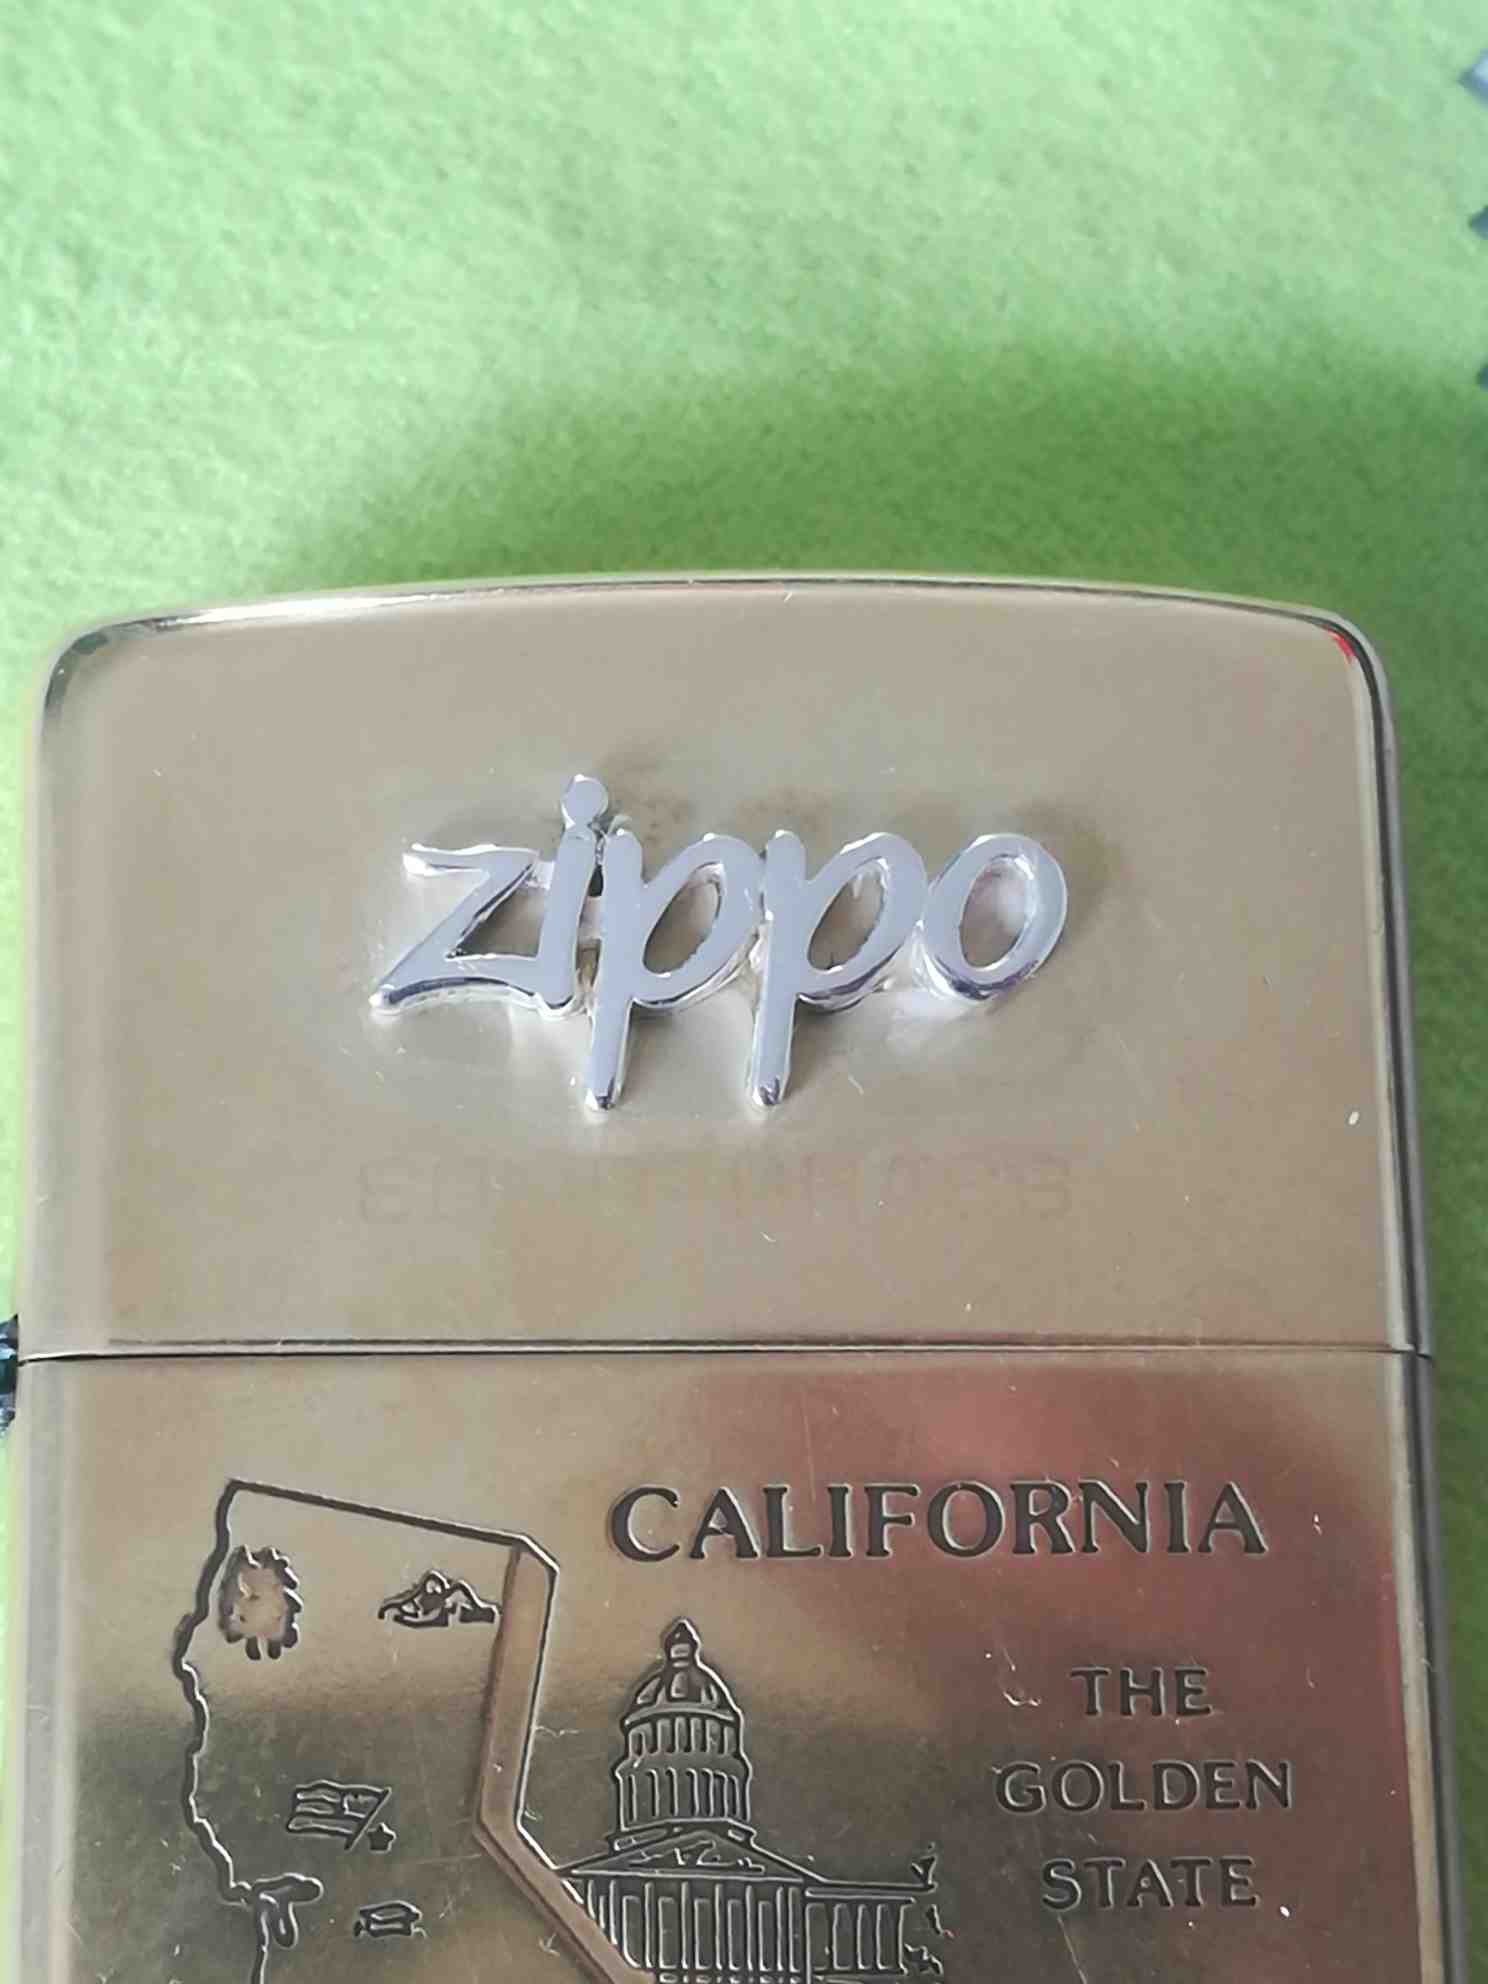 zippo
CALIFORNIA
THE
GOLDEN
STATE